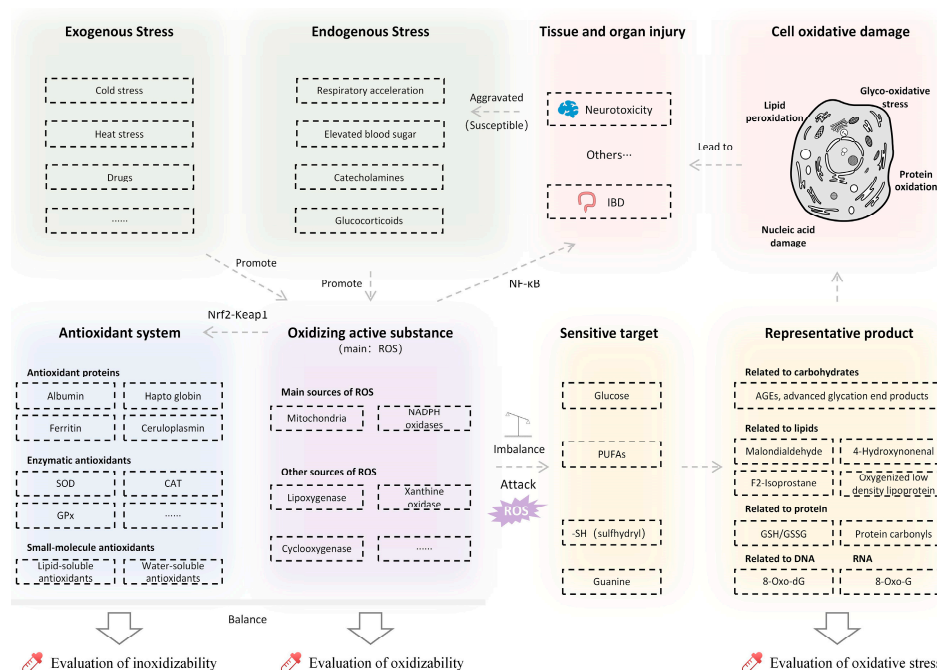 Exogenous Stress
Cold stress
Heat stress
Drugs
......
Endogenous Stress
Respiratory acceleration
Elevated blood sugar
Catecholamines
Glucocorticoids
Aggravated
(Susceptible)
Tissue and organ injury
Neurotoxicity
Others···
IBD
Lead to
Cell oxidative damage
Glyco-oxidative
stress
Lipid
peroxidation
Protein
oxidation
Nucleic acid
damage
Promote
Promote
NF-κB
Nrf2-Keap1
Antioxidant system
Antioxidant proteins
Albumin
Hapto globin
Ferritin
Ceruloplasmin
Enzymatic antioxidants
SOD
CAT
GPx
......
Small-molecule antioxidants
Lipid-soluble
antioxidants
Water-soluble
antioxidants
Oxidizing active substance
(main: ROS)
Main sources of ROS
Mitochondria
NADPH
oxidases
Other sources of ROS
Lipoxygenase
Xanthine
oxidase
Cyclooxygenase
......
Imbalance
Attack
ROS
Sensitive target
Glucose
PUFAs
-SH (sulfhydryl)
Guanine
Representative product
Related to carbohydrates
AGEs, advanced glycation end products
Related to lipids
Malondialdehyde
4-Hydroxynonenal
F2-Isoprostane
Oxygenized low
density lipoprotein
Related to protein
GSH/GSSG
Protein carbonyls
Related to DNA
RNA
8-Oxo-dG
8-Oxo-G
Balance
Evaluation of inoxidizability
Evaluation of oxidizability
Evaluation of oxidative stress